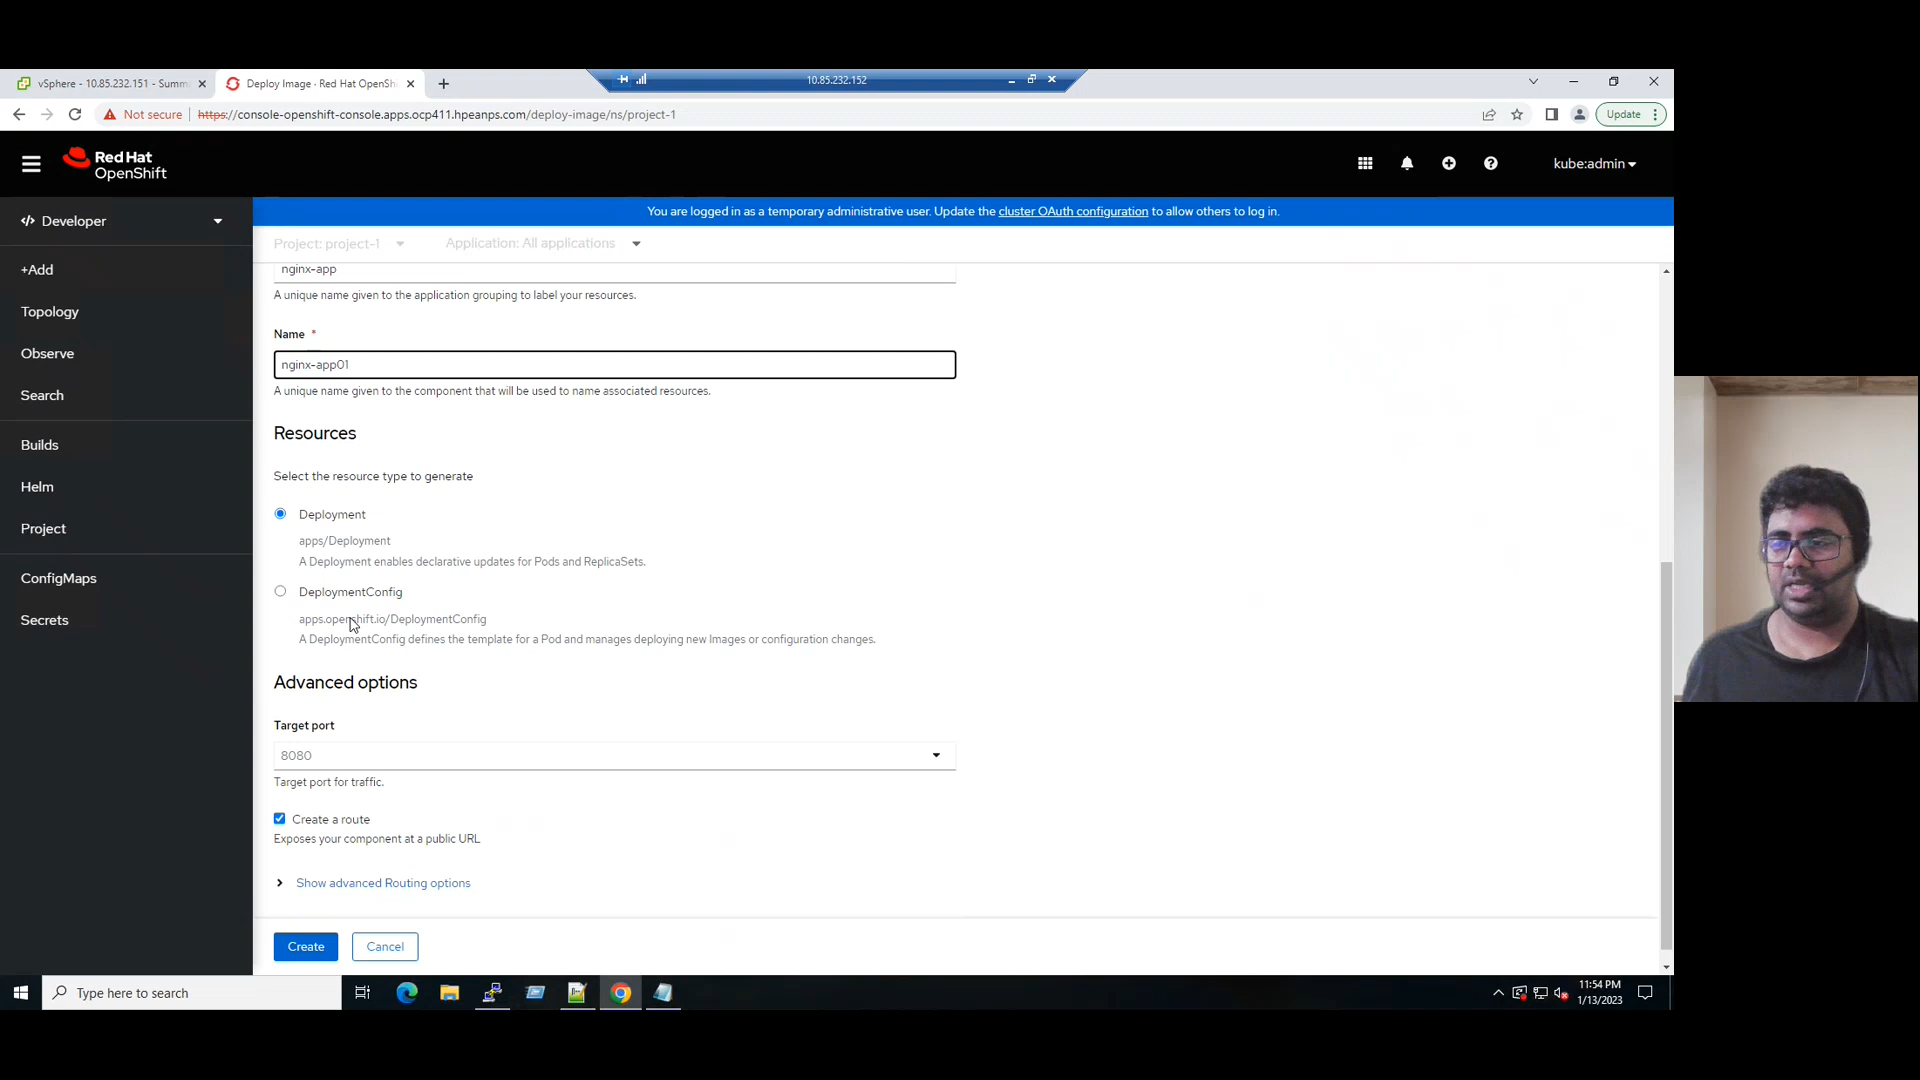 vSphere - 10.85.232.151 - Summ
Deploy Image - Red Hat OpenShi
10.85.232.152
Not secure
https://console-openshift-console.apps.ocp411.hpeanps.com/deploy-image/ns/project-1
Update
Red Hat
OpenShift
kube:admin
Developer
You are logged in as a temporary administrative user. Update the cluster OAuth configuration to allow others to log in.
Project: project-1
Application: All applications
+Add
Topology
Observe
Search
Builds
Helm
Project
ConfigMaps
Secrets
nginx-app
A unique name given to the application grouping to label your resources.
Name *
nginx-app01
A unique name given to the component that will be used to name associated resources.
Resources
Select the resource type to generate
Deployment
apps/Deployment
A Deployment enables declarative updates for Pods and ReplicaSets.
DeploymentConfig
apps.openshift.io/DeploymentConfig
A DeploymentConfig defines the template for a Pod and manages deploying new Images or configuration changes.
Advanced options
Target port
8080
Target port for traffic.
Create a route
Exposes your component at a public URL
Show advanced Routing options
Create
Cancel
Type here to search
11:54 PM
1/13/2023